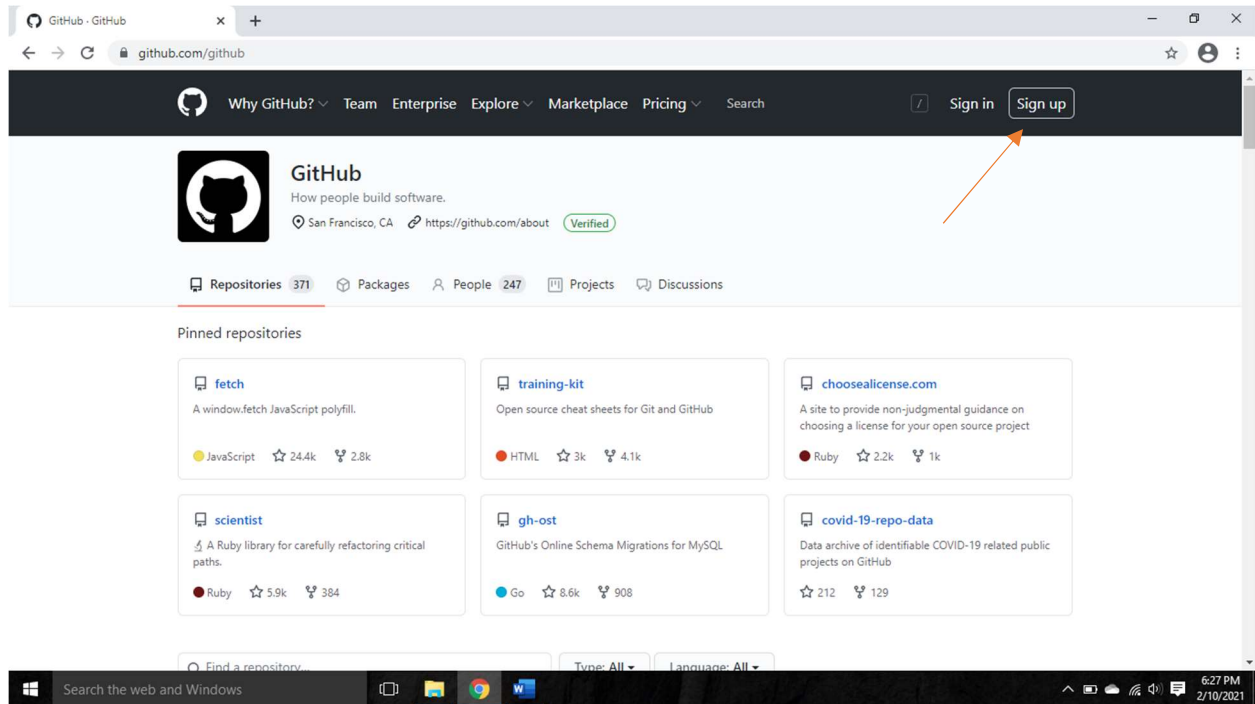 GitHub · GitHub
github.com/github
Why GitHub? Team Enterprise Explore Marketplace Pricing Search / Sign in Sign up
GitHub
How people build software.
San Francisco, CA https://github.com/about Verified
Repositories 371 Packages People 247 Projects Discussions
Pinned repositories
fetch
A window.fetch JavaScript polyfill.
JavaScript 24.4k 2.8k
training-kit
Open source cheat sheets for Git and GitHub
HTML 3k 4.1k
choosealicense.com
A site to provide non-judgmental guidance on
choosing a license for your open source project
Ruby 2.2k 1k
scientist
A Ruby library for carefully refactoring critical
paths.
Ruby 5.9k 384
gh-ost
GitHub's Online Schema Migrations for MySQL
Go 8.6k 908
covid-19-repo-data
Data archive of identifiable COVID-19 related public
projects on GitHub
212 129
Find a repository... Type: All Language: All
Search the web and Windows
6:27 PM
2/10/2021